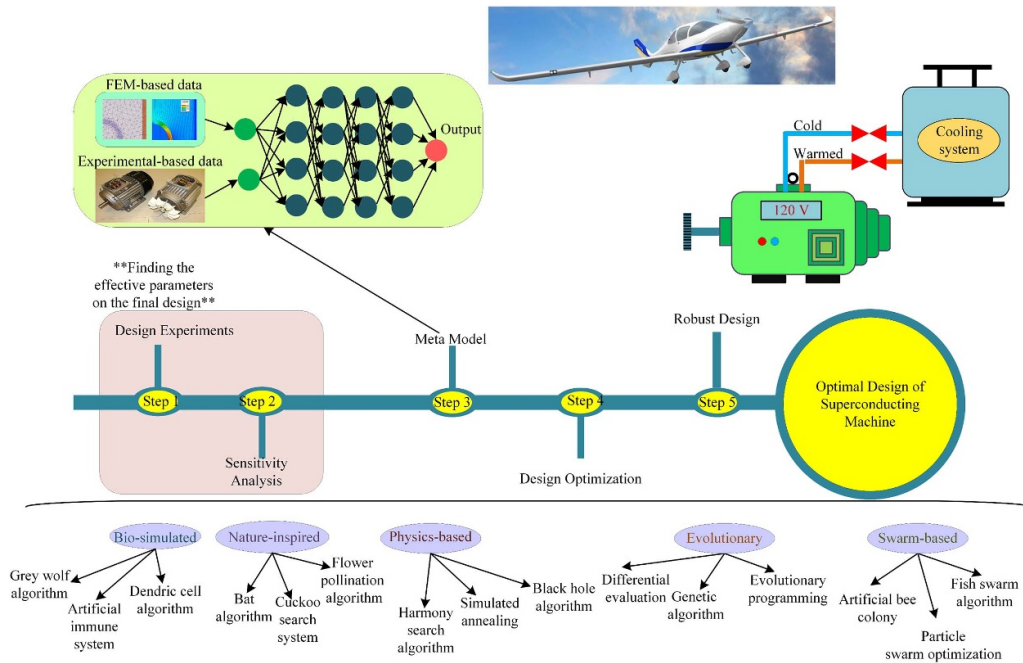 FEM-based data
Experimental-based data
Output
Cold
Warmed
Cooling
system
120 V
**Finding the
effective parameters
on the final design**
Design Experiments
Meta Model
Robust Design
Step 1
Step 2
Step 3
Step 4
Step 5
Optimal Design of
Superconducting
Machine
Sensitivity
Analysis
Design Optimization
Bio-simulated
Nature-inspired
Physics-based
Evolutionary
Swarm-based
Grey wolf
algorithm
Artificial
immune
system
Dendric cell
algorithm
Bat
algorithm
Cuckoo
search
system
Flower
pollination
algorithm
Harmony
search
algorithm
Simulated
annealing
Black hole
algorithm
Differential
evaluation
Genetic
algorithm
Evolutionary
programming
Artificial bee
colony
Particle
swarm optimization
Fish swarm
algorithm